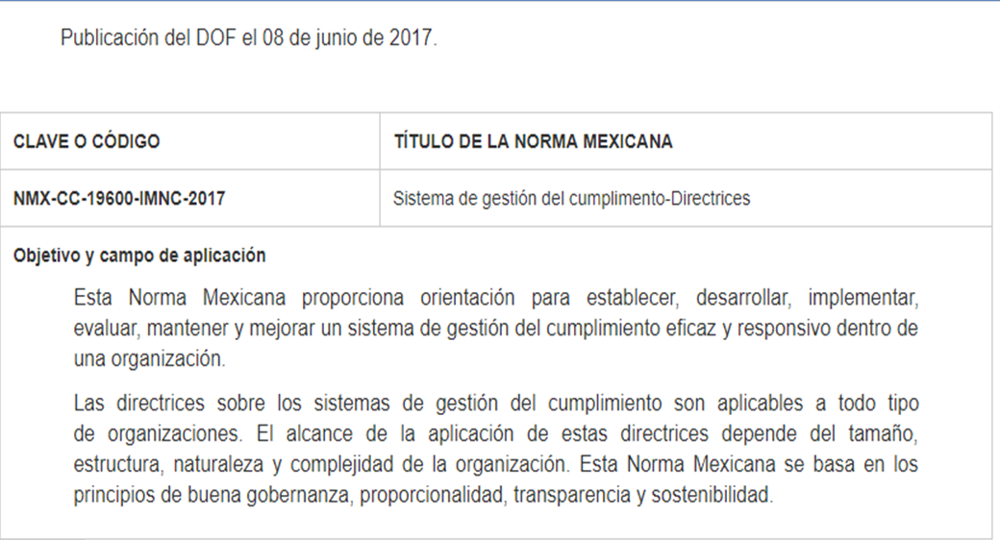 Publicación del DOF el 08 de junio de 2017.
CLAVE O CÓDIGO
TÍTULO DE LA NORMA MEXICANA
NMX-CC-19600-IMNC-2017
Sistema de gestión del cumplimento-Directrices
Objetivo y campo de aplicación
Esta Norma Mexicana proporciona orientación para establecer, desarrollar, implementar,
evaluar, mantener y mejorar un sistema de gestión del cumplimiento eficaz y responsivo dentro de
una organización.
Las directrices sobre los sistemas de gestión del cumplimiento son aplicables a todo tipo
de organizaciones. El alcance de la aplicación de estas directrices depende del tamaño,
estructura, naturaleza y complejidad de la organización. Esta Norma Mexicana se basa en los
principios de buena gobernanza, proporcionalidad, transparencia y sostenibilidad.